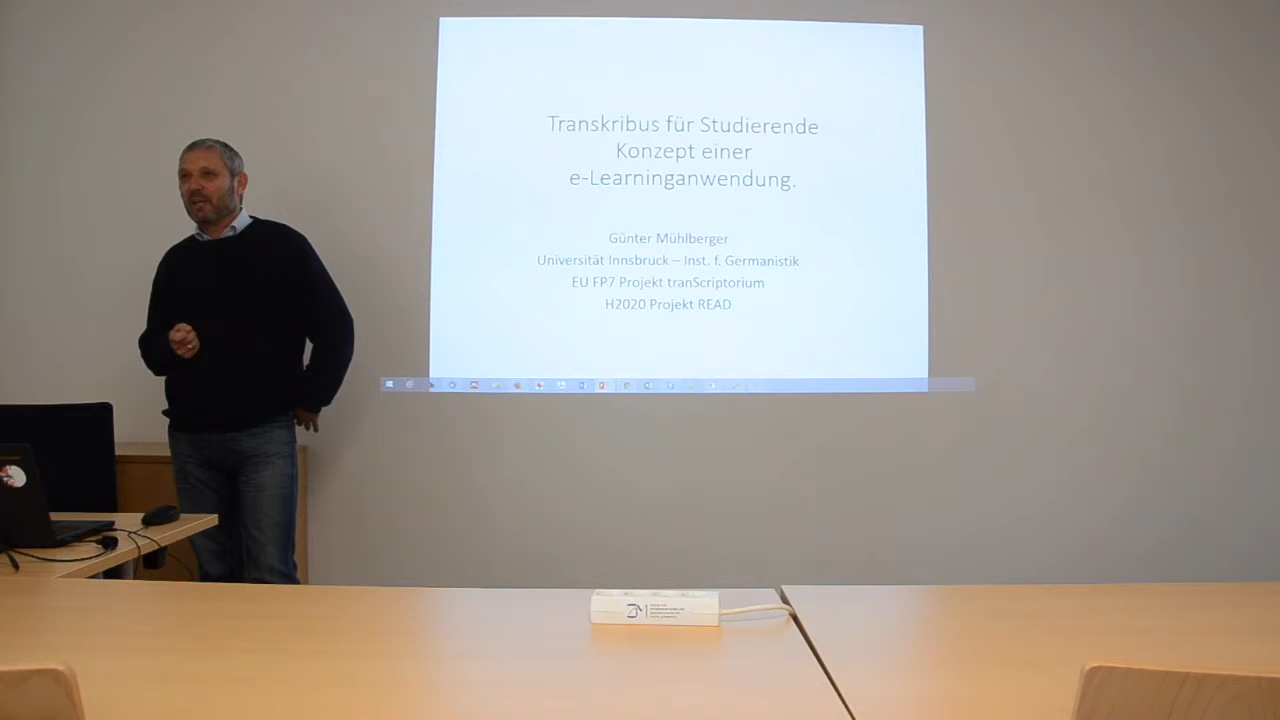 Transkribus für Studierende
Konzept einer
e-Learninganwendung.
Günter Mühlberger
Universität Innsbruck – Inst. f. Germanistik
EU FP7 Projekt tranScriptorium
H2020 Projekt READ